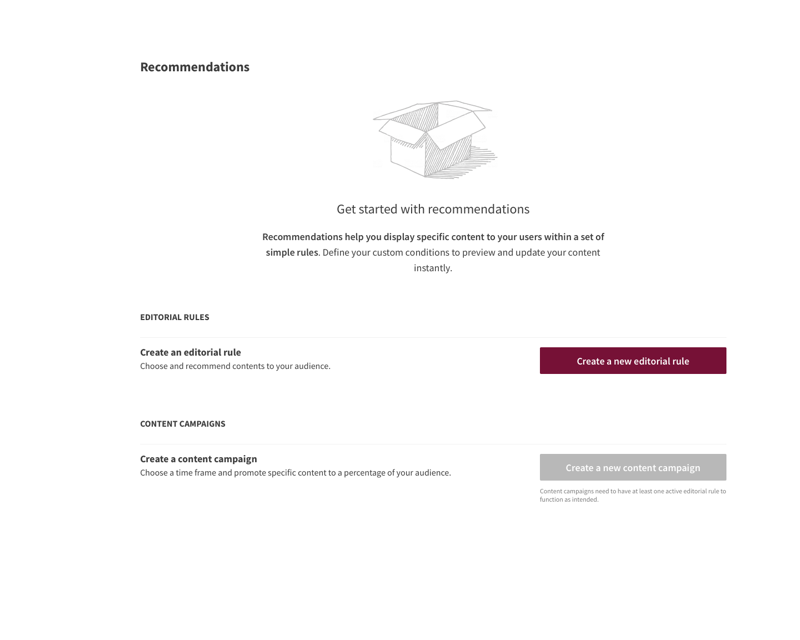 Recommendations
Get started with recommendations
Recommendations help you display specific content to your users within a set of
simple rules. Define your custom conditions to preview and update your content
instantly.
EDITORIAL RULES
Create an editorial rule
Choose and recommend contents to your audience.
Create a new editorial rule
CONTENT CAMPAIGNS
Create a content campaign
Choose a time frame and promote specific content to a percentage of your audience.
Create a new content campaign
Content campaigns need to have at least one active editorial rule to
function as intended.